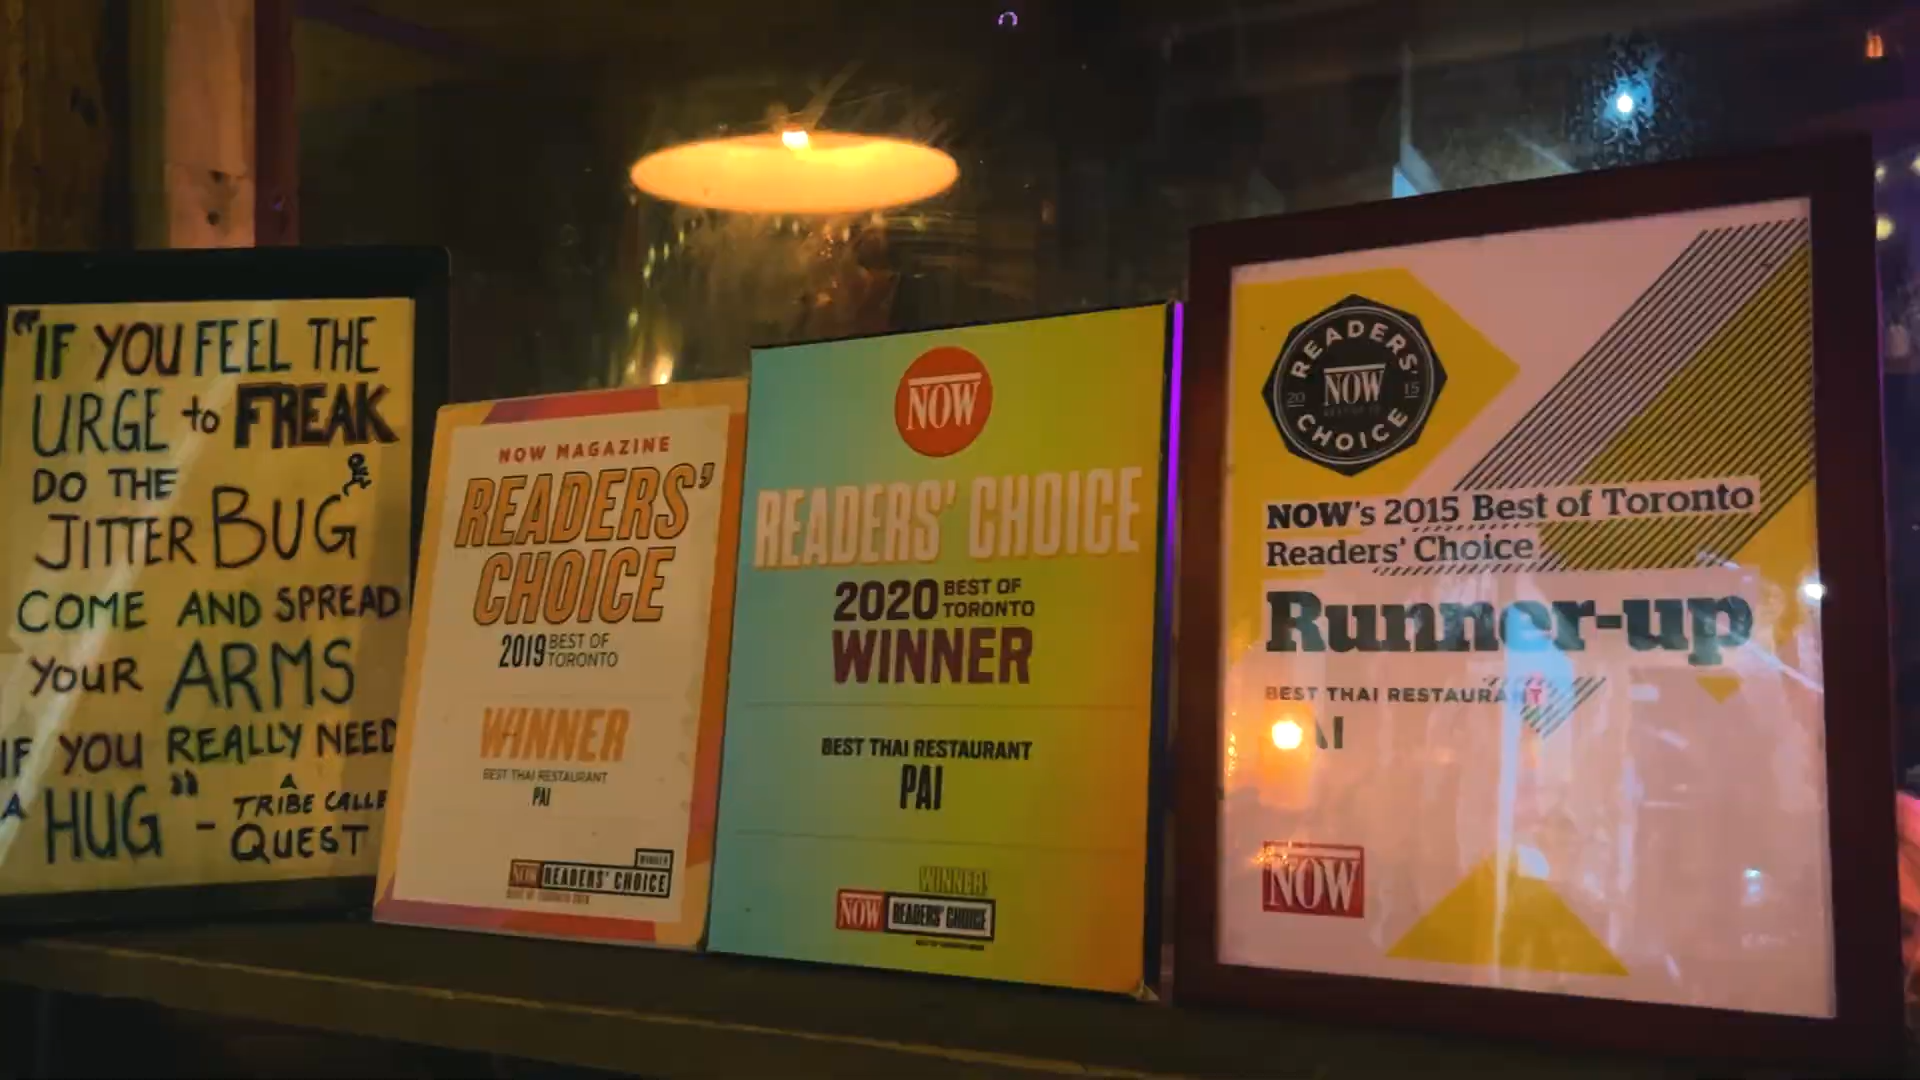 "IF YOU FEEL THE
URGE to FREAK
DO THE
JITTER BUG
COME AND SPREAD
YOUR ARMS
IF YOU REALLY NEED
A HUG" - A TRIBE CALLE
QUEST
NOW MAGAZINE
READERS'
CHOICE
2019 BEST OF
TORONTO
WINNER
BEST THAI RESTAURANT
PAI
WINNER
NOW READERS' CHOICE
NOW
READERS' CHOICE
2020 BEST OF
TORONTO
WINNER
BEST THAI RESTAURANT
PAI
WINNER!
NOW READERS' CHOICE
READERS'
20 NOW 15
CHOICE
NOW's 2015 Best of Toronto
Readers' Choice
Runner-up
BEST THAI RESTAURANT
AI
NOW